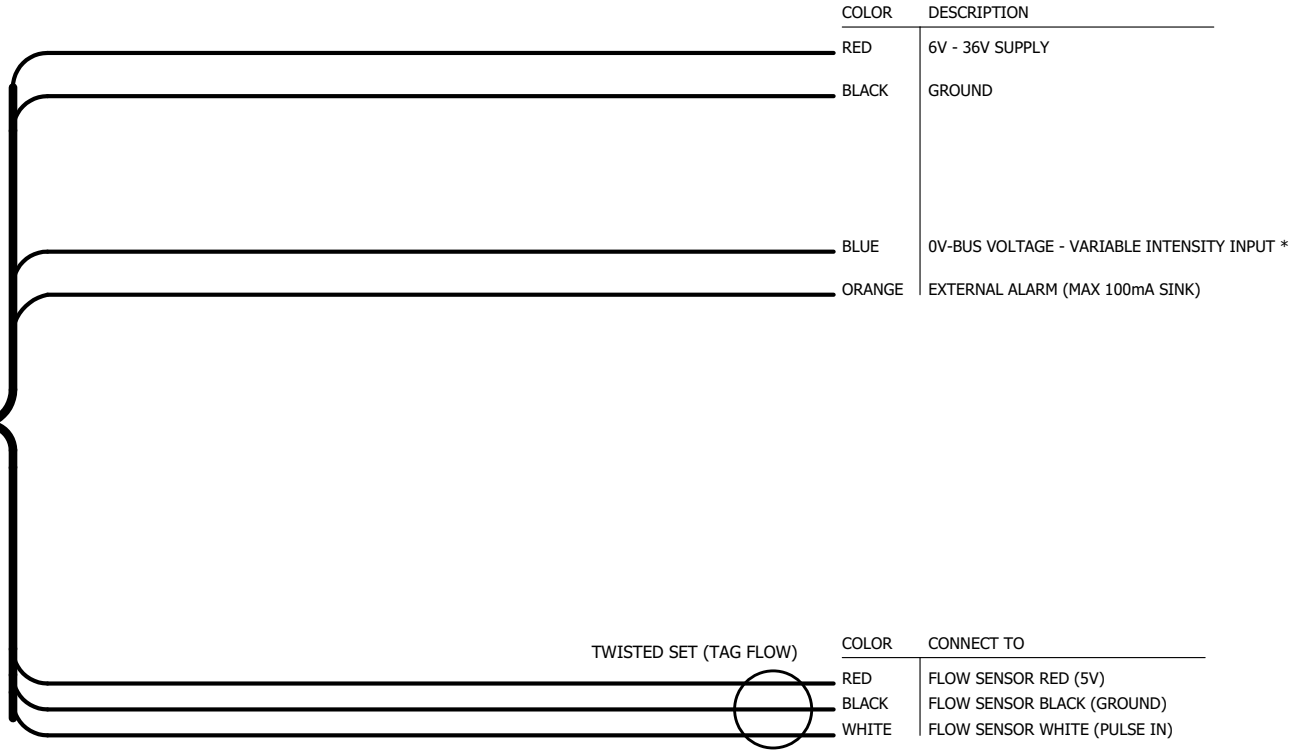 COLOR DESCRIPTION
RED 6V - 36V SUPPLY
BLACK GROUND
BLUE 0V-BUS VOLTAGE - VARIABLE INTENSITY INPUT *
ORANGE EXTERNAL ALARM (MAX 100mA SINK)
TWISTED SET (TAG FLOW)
COLOR CONNECT TO
RED FLOW SENSOR RED (5V)
BLACK FLOW SENSOR BLACK (GROUND)
WHITE FLOW SENSOR WHITE (PULSE IN)